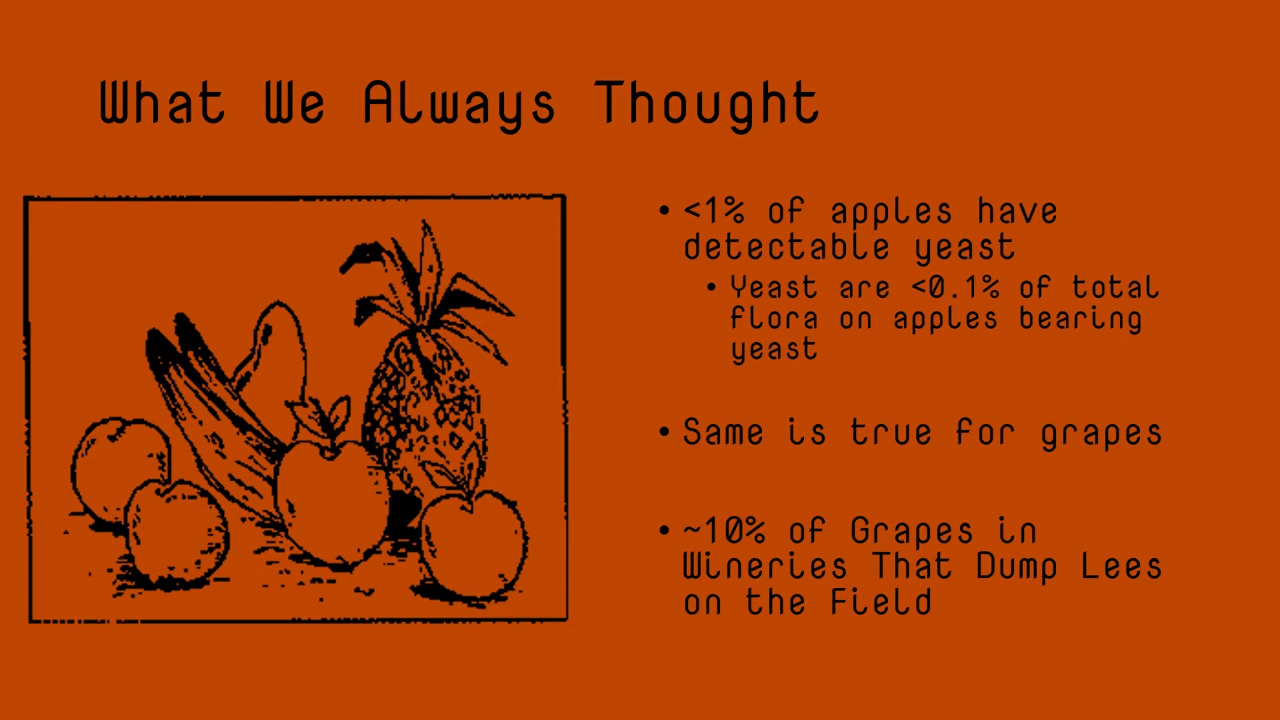 What We Always Thought
• <1% of apples have
detectable yeast
• Yeast are <0.1% of total
flora on apples bearing
yeast
• Same is true for grapes
• ~10% of Grapes in
Wineries That Dump Lees
on the Field